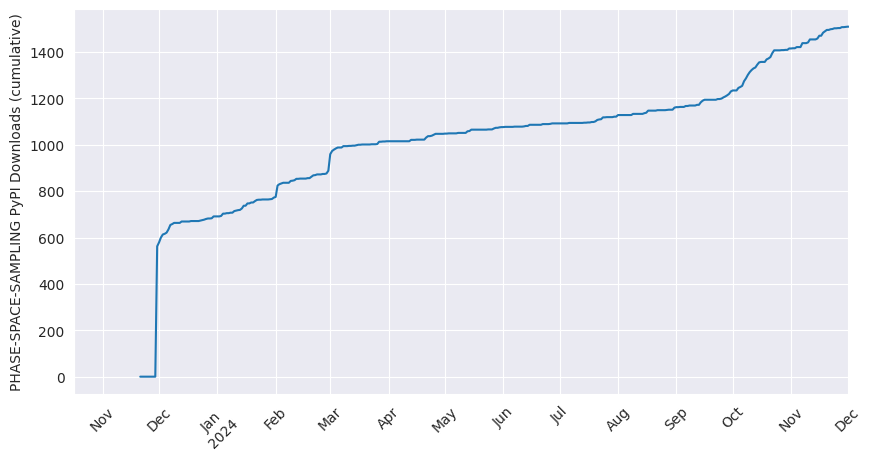 PHASE-SPACE-SAMPLING PyPI Downloads (cumulative)
1400
1200
1000
800
600
400
200
0
Nov
Dec
Jan
2024
Feb
Mar
Apr
May
Jun
Jul
Aug
Sep
Oct
Nov
Dec